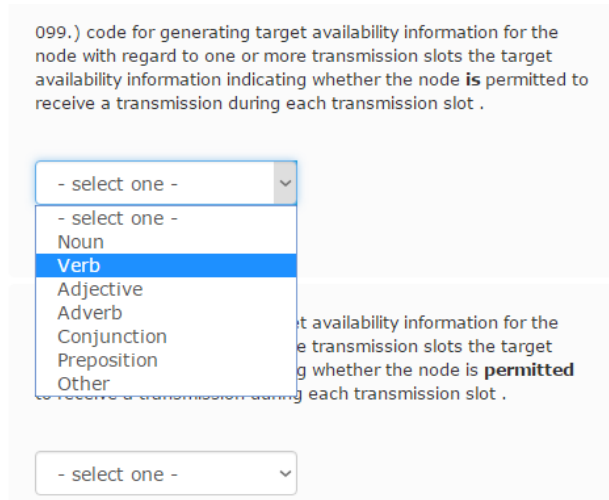 099.) code for generating target availability information for the
node with regard to one or more transmission slots the target
availability information indicating whether the node is permitted to
receive a transmission during each transmission slot .
- select one -
- select one -
Noun
Verb
Adjective
Adverb
Conjunction
Preposition
Other
availability information for the
transmission slots the target
whether the node is permitted
each transmission slot .
- select one -